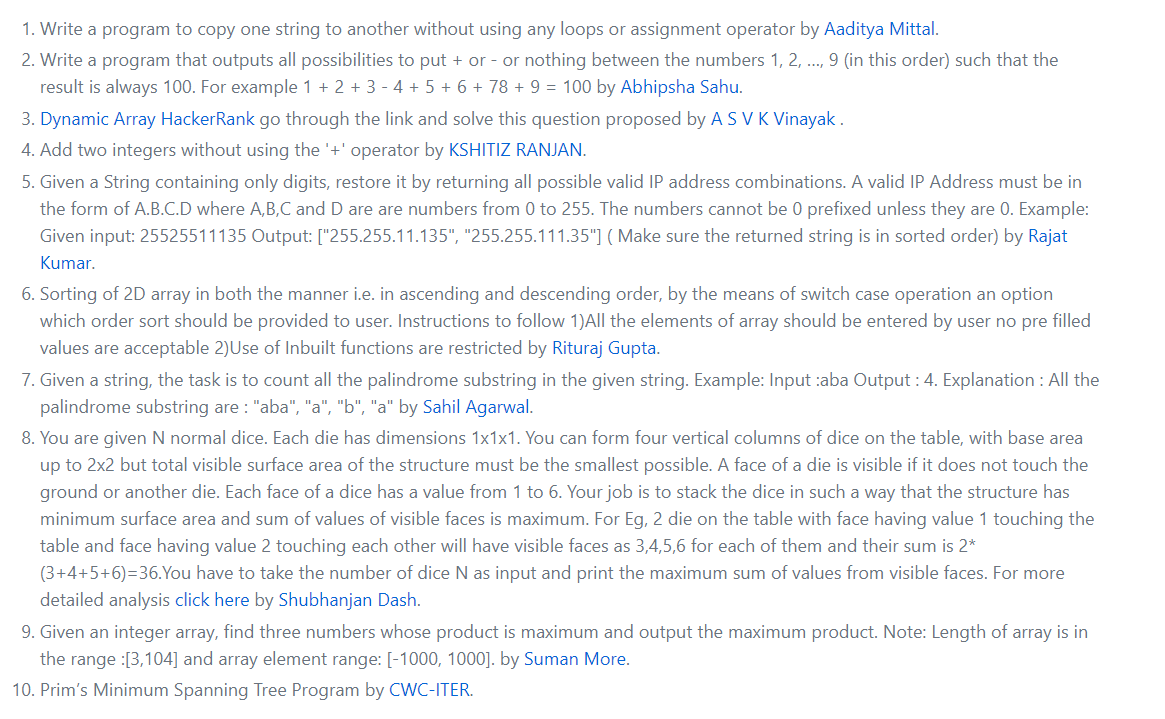 1. Write a program to copy one string to another without using any loops or assignment operator by Aaditya Mittal.
2. Write a program that outputs all possibilities to put + or - or nothing between the numbers 1, 2, ..., 9 (in this order) such that the
result is always 100. For example 1 + 2 + 3 - 4 + 5 + 6 + 78 + 9 = 100 by Abhipsha Sahu.
3. Dynamic Array HackerRank go through the link and solve this question proposed by A S V K Vinayak .
4. Add two integers without using the '+' operator by KSHITIZ RANJAN.
5. Given a String containing only digits, restore it by returning all possible valid IP address combinations. A valid IP Address must be in
the form of A.B.C.D where A,B,C and D are are numbers from 0 to 255. The numbers cannot be 0 prefixed unless they are 0. Example:
Given input: 25525511135 Output: ["255.255.11.135", "255.255.111.35"] ( Make sure the returned string is in sorted order) by Rajat
Kumar.
6. Sorting of 2D array in both the manner i.e. in ascending and descending order, by the means of switch case operation an option
which order sort should be provided to user. Instructions to follow 1)All the elements of array should be entered by user no pre filled
values are acceptable 2)Use of Inbuilt functions are restricted by Rituraj Gupta.
7. Given a string, the task is to count all the palindrome substring in the given string. Example: Input :aba Output : 4. Explanation : All the
palindrome substring are : "aba", "a", "b", "a" by Sahil Agarwal.
8. You are given N normal dice. Each die has dimensions 1x1x1. You can form four vertical columns of dice on the table, with base area
up to 2x2 but total visible surface area of the structure must be the smallest possible. A face of a die is visible if it does not touch the
ground or another die. Each face of a dice has a value from 1 to 6. Your job is to stack the dice in such a way that the structure has
minimum surface area and sum of values of visible faces is maximum. For Eg, 2 die on the table with face having value 1 touching the
table and face having value 2 touching each other will have visible faces as 3,4,5,6 for each of them and their sum is 2*
(3+4+5+6)=36.You have to take the number of dice N as input and print the maximum sum of values from visible faces. For more
detailed analysis click here by Shubhanjan Dash.
9. Given an integer array, find three numbers whose product is maximum and output the maximum product. Note: Length of array is in
the range :[3,104] and array element range: [-1000, 1000]. by Suman More.
10. Prim’s Minimum Spanning Tree Program by CWC-ITER.